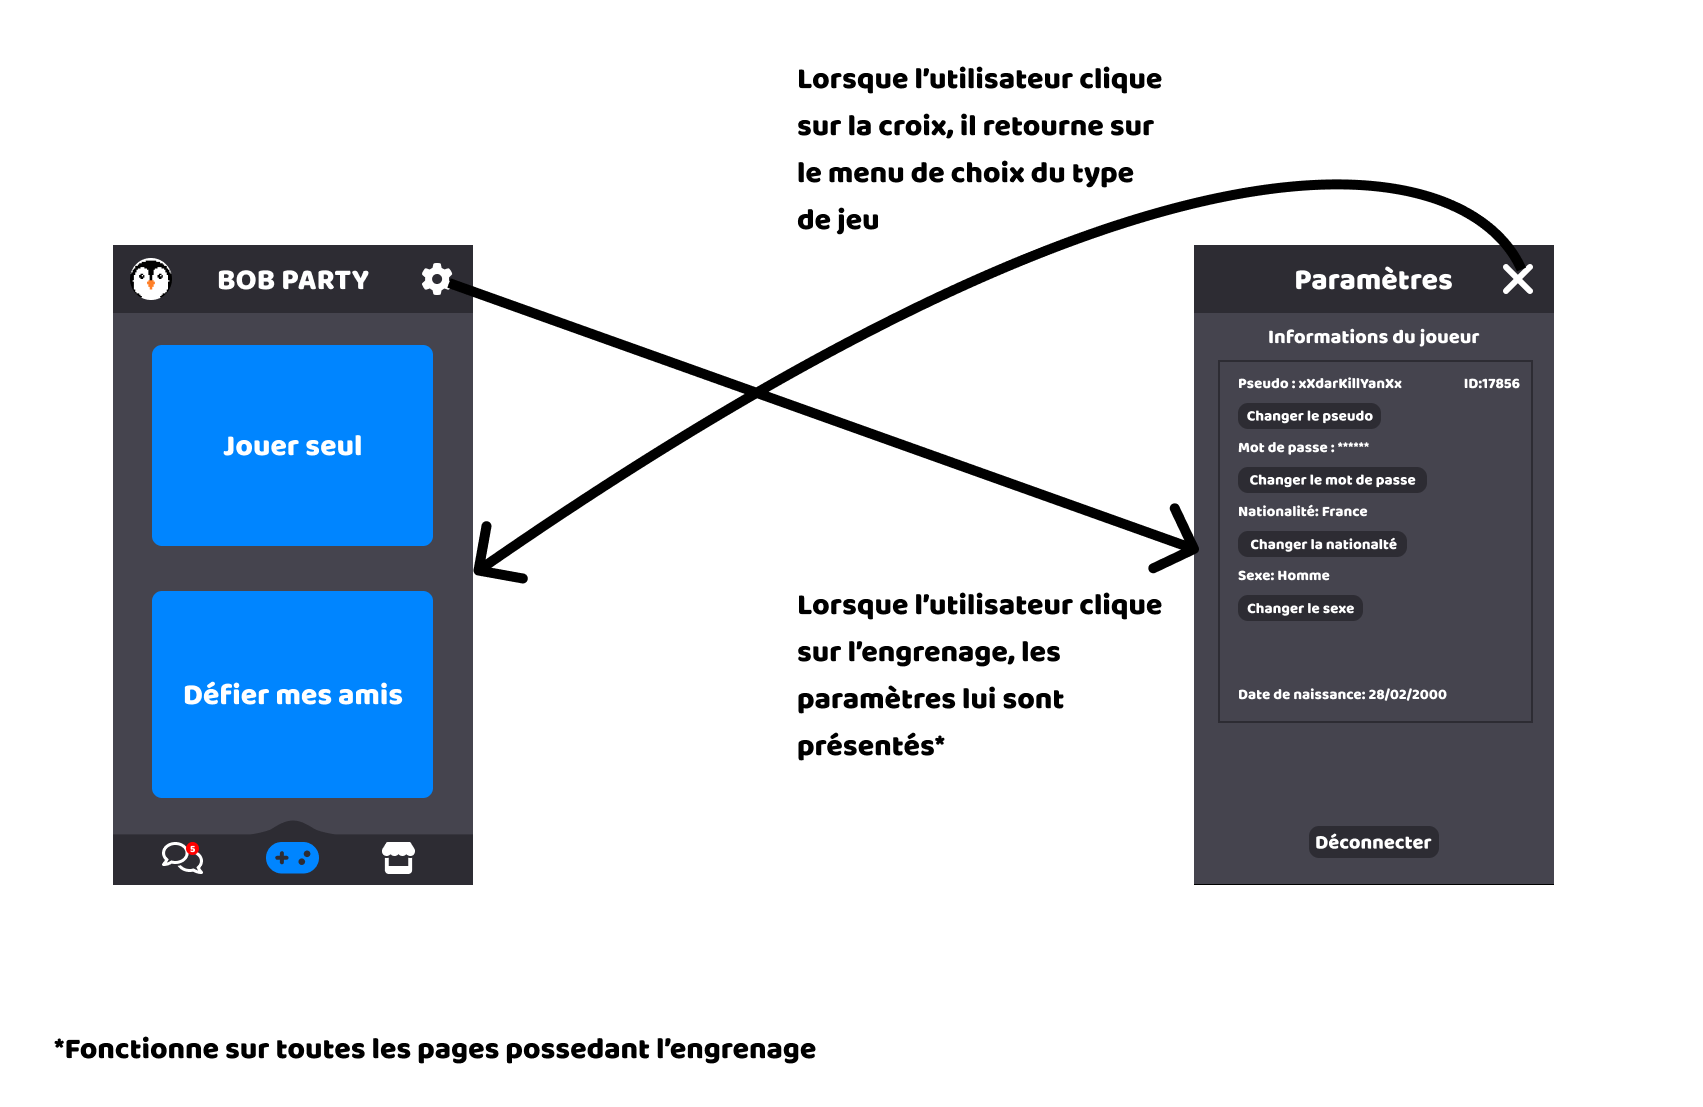 Lorsque l'utilisateur clique
sur la croix, il retourne sur
le menu de choix du type
de jeu
BOB PARTY
Jouer seul
Défier mes amis
5
Lorsque l'utilisateur clique
sur l'engrenage, les
paramètres lui sont
présentés*
Paramètres
Informations du joueur
Pseudo : xXdarKillYanXx ID:17856
Changer le pseudo
Mot de passe : ******
Changer le mot de passe
Nationalité: France
Changer la nationalté
Sexe: Homme
Changer le sexe
Date de naissance: 28/02/2000
Déconnecter
*Fonctionne sur toutes les pages possedant l'engrenage